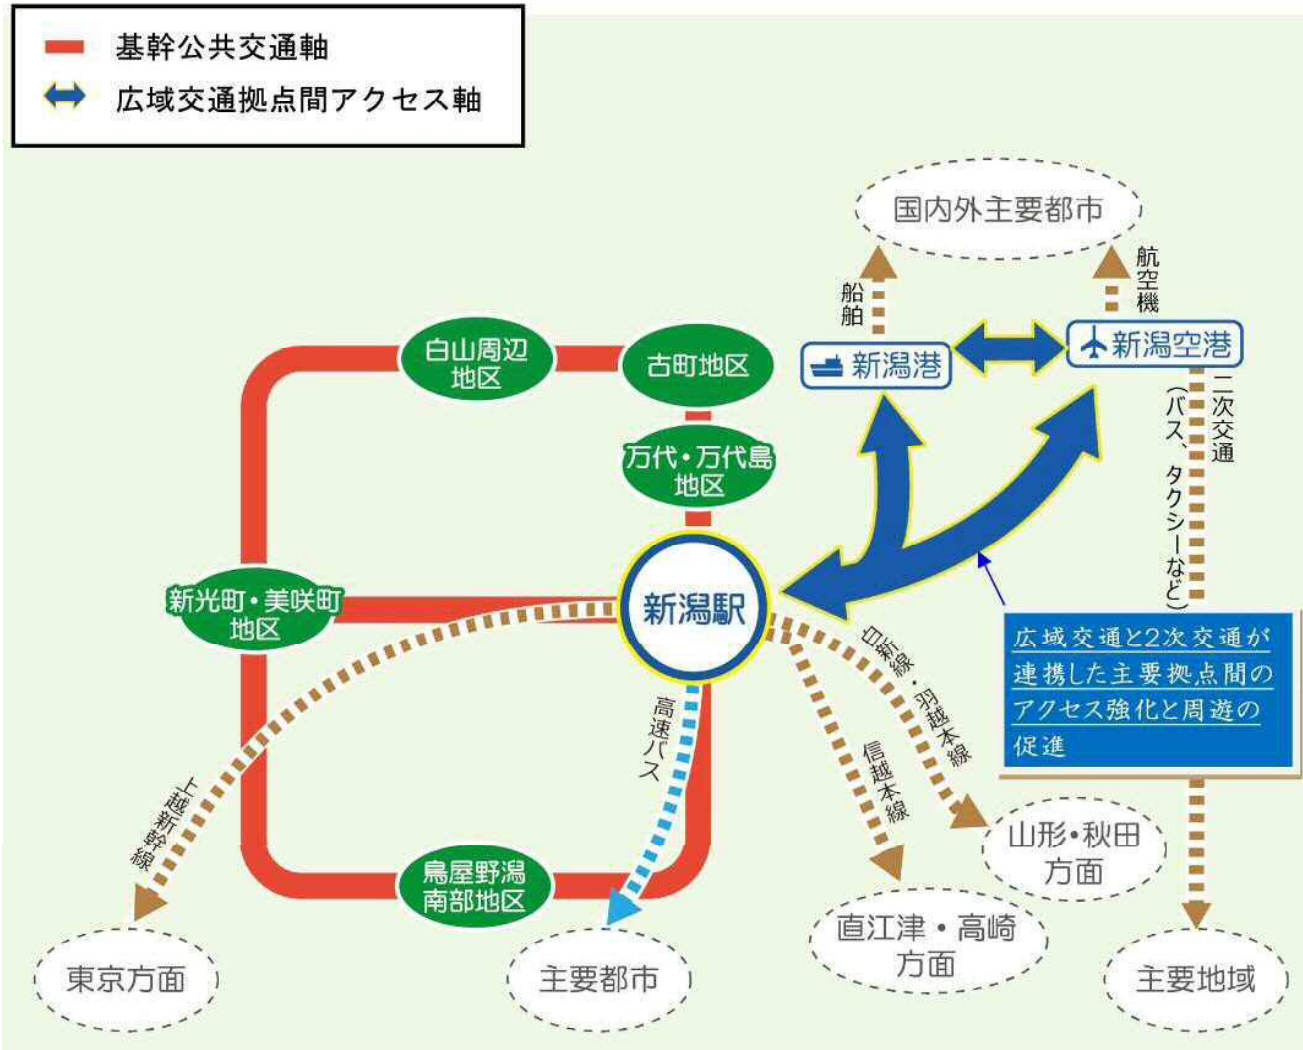 基幹公共交通軸
広域交通拠点間アクセス軸
国内外主要都市
船舶
航空機
新潟港
新潟空港
二次交通
（バス、タクシーなど）
白山周辺
地区
古町地区
万代・万代島
地区
新光町・美咲町
地区
新潟駅
広域交通と2次交通が
連携した主要拠点間の
アクセス強化と周遊の
促進
白新線・羽越本線
信越本線
高速バス
上越新幹線
鳥屋野潟
南部地区
山形・秋田
方面
直江津・高崎
方面
東京方面
主要都市
主要地域